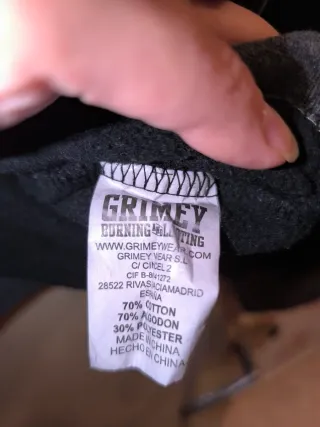 GRIMEY
BURNING & LOOTING
WWW.GRIMEYWEAR.COM
GRIMEY WEAR S.L
C/ CINCEL 2
28522 RIVAS VACIAMADRID
ESPAÑA
70% COTTON
70% ALGODON
30% POLYESTER
MADE IN CHINA
HECHO EN CHINA